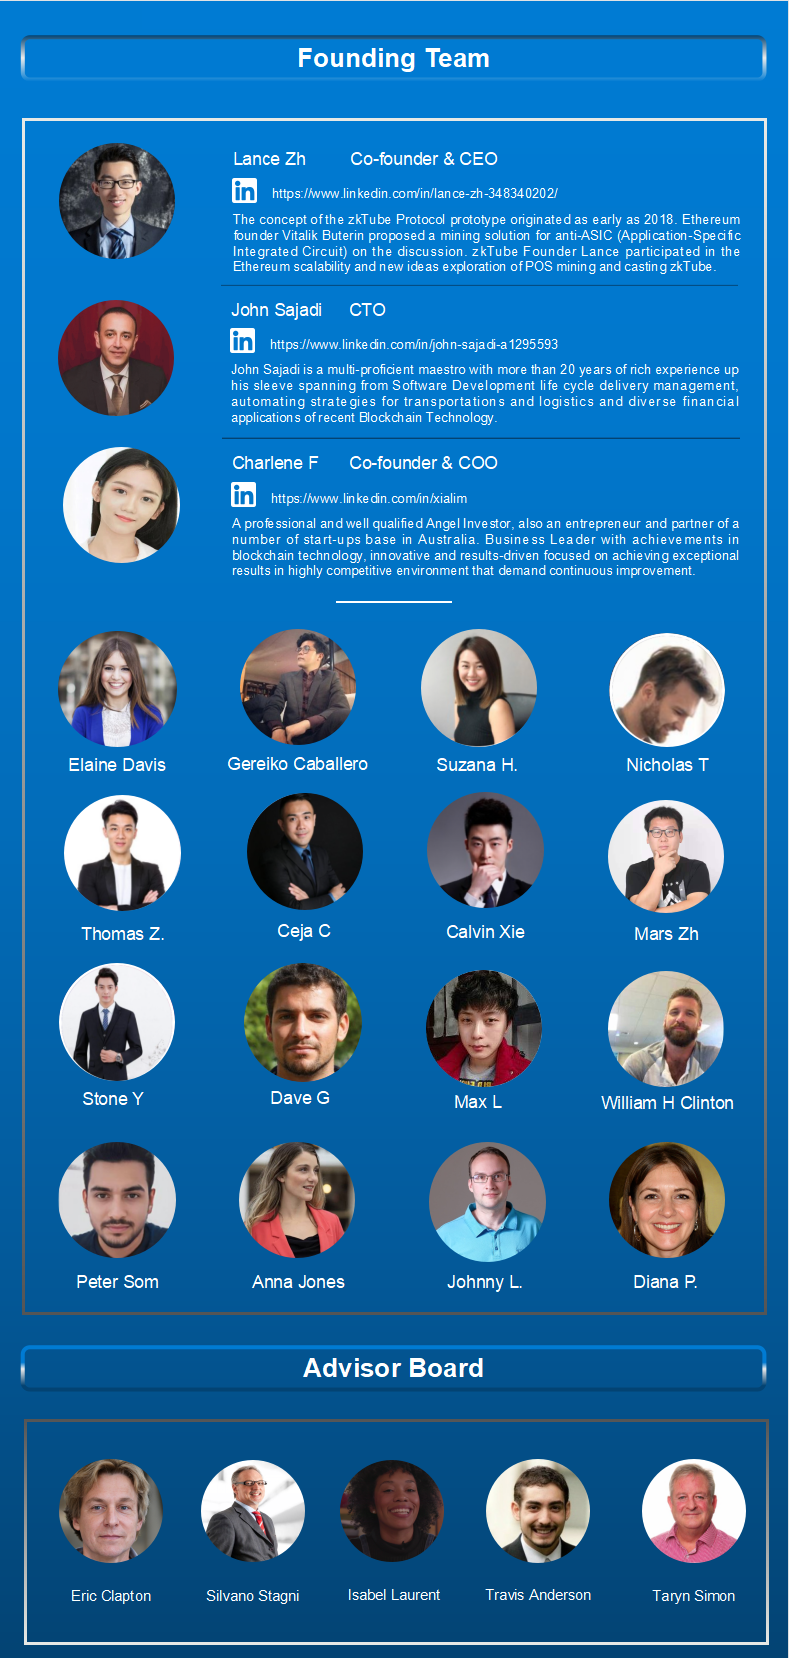 Founding Team
Lance Zh Co-founder & CEO
in https://www.linkedin.com/in/lance-zh-348340202/
The concept of the zkTube Protocol prototype originated as early as 2018. Ethereum
founder Vitalik Buterin proposed a mining solution for anti-ASIC (Application-Specific
Integrated Circuit) on the discussion. zkTube Founder Lance participated in the
Ethereum scalability and new ideas exploration of POS mining and casting zkTube.
John Sajadi CTO
in https://www.linkedin.com/in/john-sajadi-a1295593
John Sajadi is a multi-proficient maestro with more than 20 years of rich experience up
his sleeve spanning from Software Development life cycle delivery management,
automating strategies for transportations and logistics and diverse financial
applications of recent Blockchain Technology.
Charlene F Co-founder & COO
in https://www.linkedin.com/in/xialim
A professional and well qualified Angel Investor, also an entrepreneur and partner of a
number of start-ups base in Australia. Business Leader with achievements in
blockchain technology, innovative and results-driven focused on achieving exceptional
results in highly competitive environment that demand continuous improvement.
Elaine Davis Gereiko Caballero Suzana H. Nicholas T
Thomas Z. Ceja C Calvin Xie Mars Zh
Stone Y Dave G Max L William H Clinton
Peter Som Anna Jones Johnny L. Diana P.
Advisor Board
Eric Clapton Silvano Stagni Isabel Laurent Travis Anderson Taryn Simon